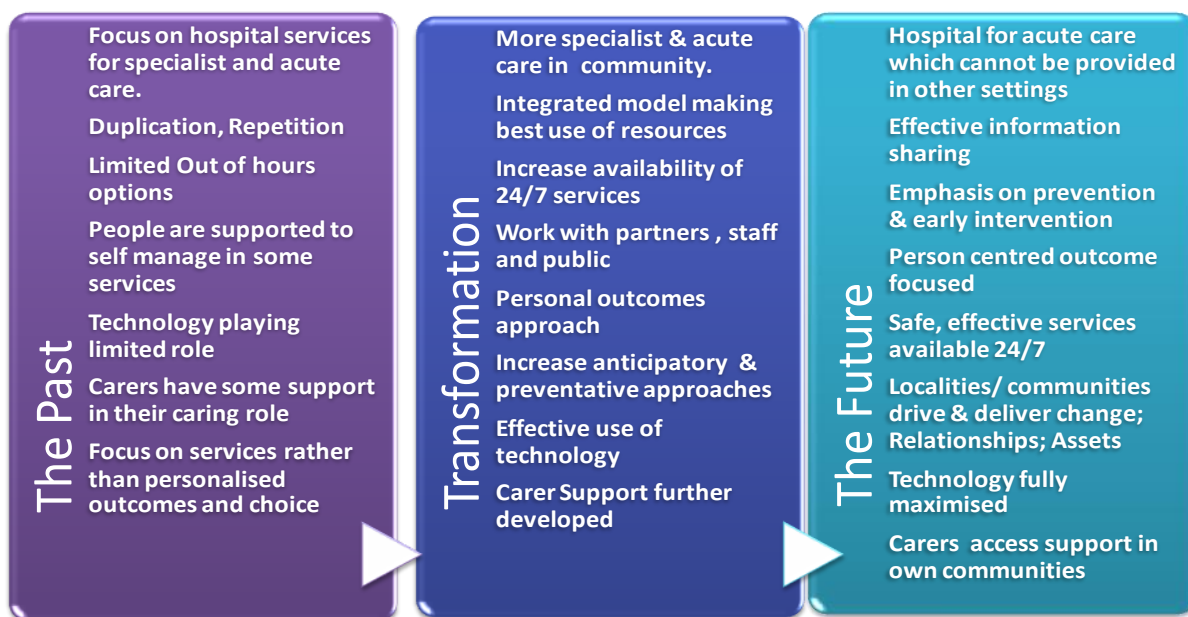 The Past
Focus on hospital services
for specialist and acute
care.
Duplication, Repetition
Limited Out of hours
options
People are supported to
self manage in some
services
Technology playing
limited role
Carers have some support
in their caring role
Focus on services rather
than personalised
outcomes and choice
Transformation
More specialist & acute
care in community.
Integrated model making
best use of resources
Increase availability of
24/7 services
Work with partners , staff
and public
Personal outcomes
approach
Increase anticipatory &
preventative approaches
Effective use of
technology
Carer Support further
developed
The Future
Hospital for acute care
which cannot be provided
in other settings
Effective information
sharing
Emphasis on prevention
& early intervention
Person centred outcome
focused
Safe, effective services
available 24/7
Localities/ communities
drive & deliver change;
Relationships; Assets
Technology fully
maximised
Carers access support in
own communities